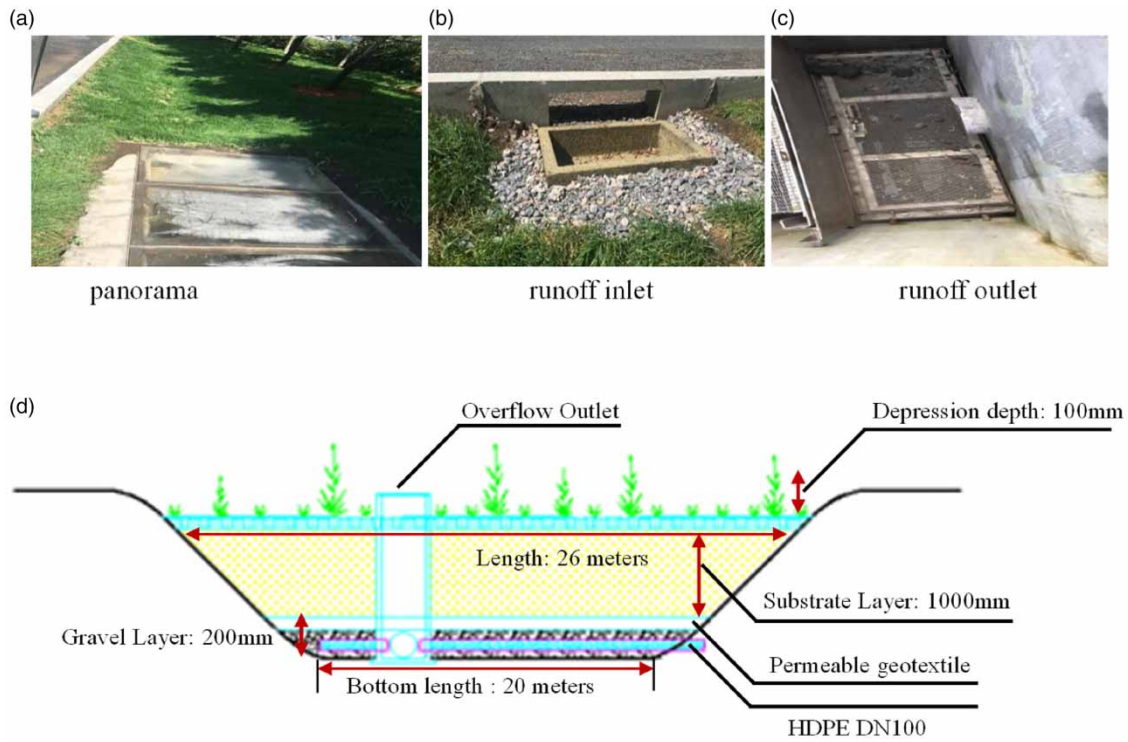 (a)
(b)
(c)
panorama
runoff inlet
runoff outlet
(d)
Overflow Outlet
Depression depth: 100mm
Length: 26 meters
Substrate Layer: 1000mm
Gravel Layer: 200mm
Permeable geotextile
Bottom length : 20 meters
HDPE DN100